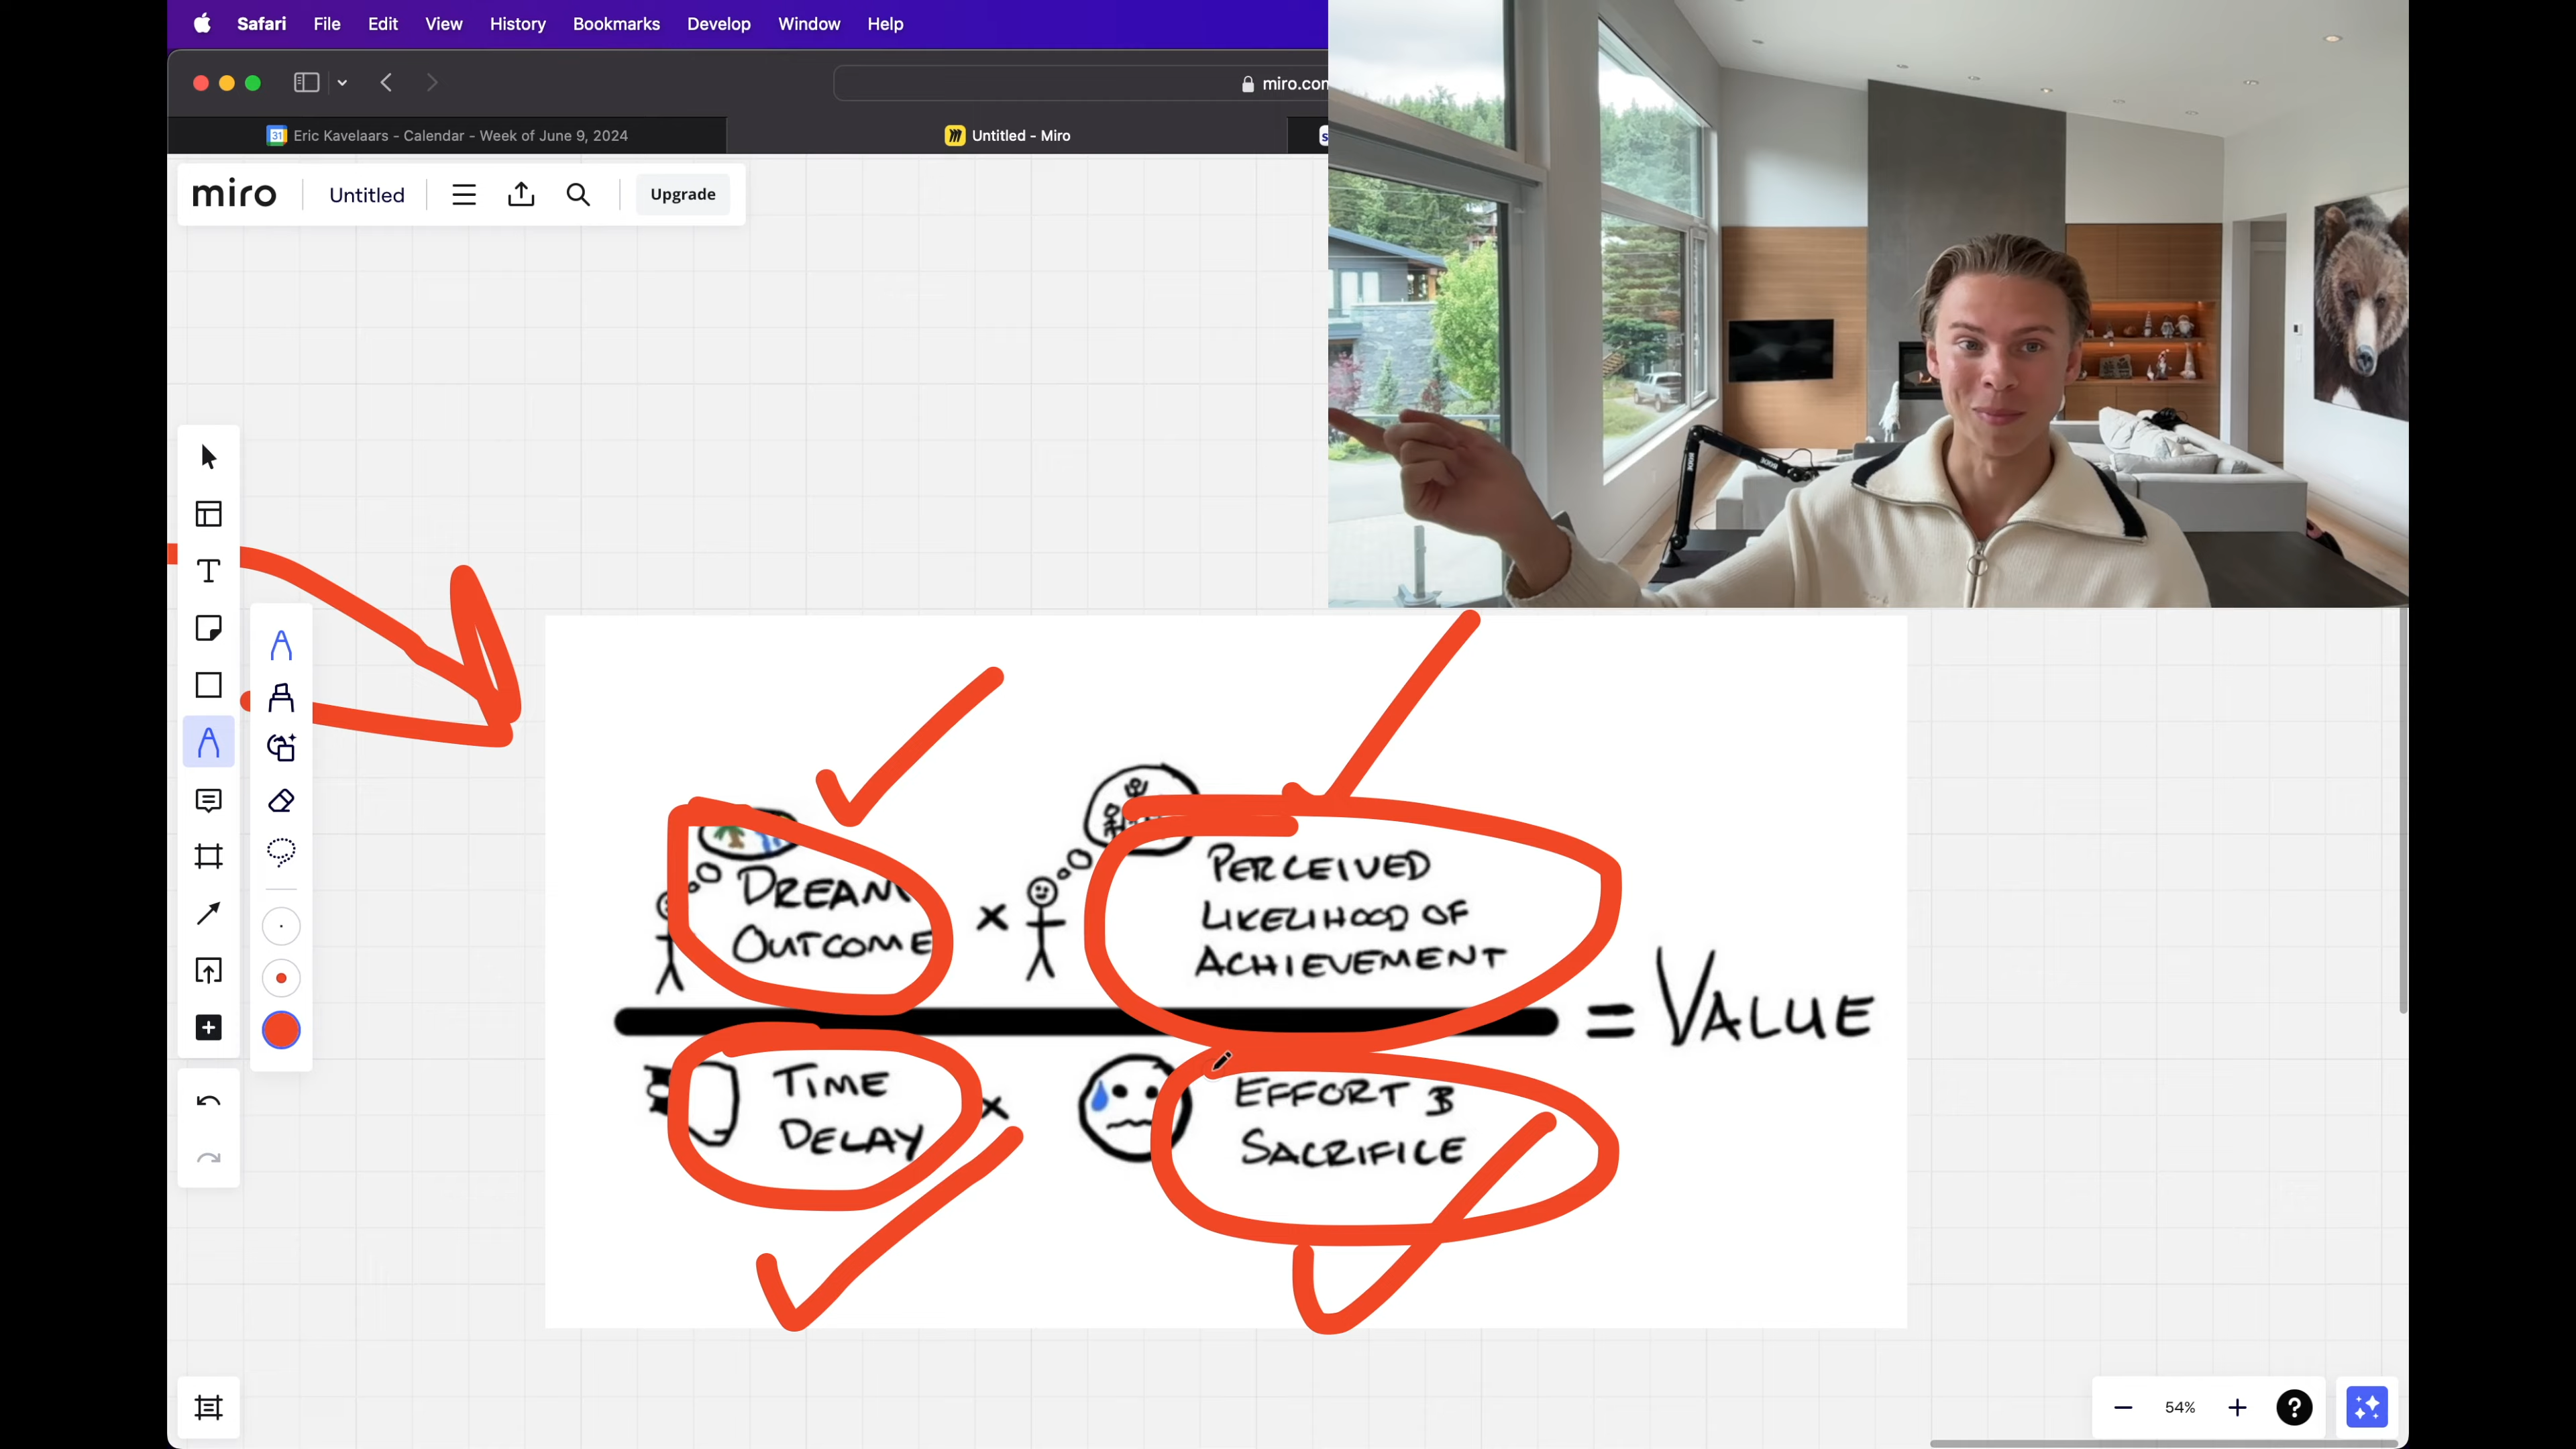 Safari File Edit View History Bookmarks Develop Window Help
miro.com
Eric Kavelaars - Calendar - Week of June 9, 2024
Untitled - Miro
miro Untitled Upgrade
DREAM
OUTCOME
x
PERCEIVED
LIKELIHOOD OF
ACHIEVEMENT
= VALUE
TIME
DELAY
x
EFFORT &
SACRIFICE
54%